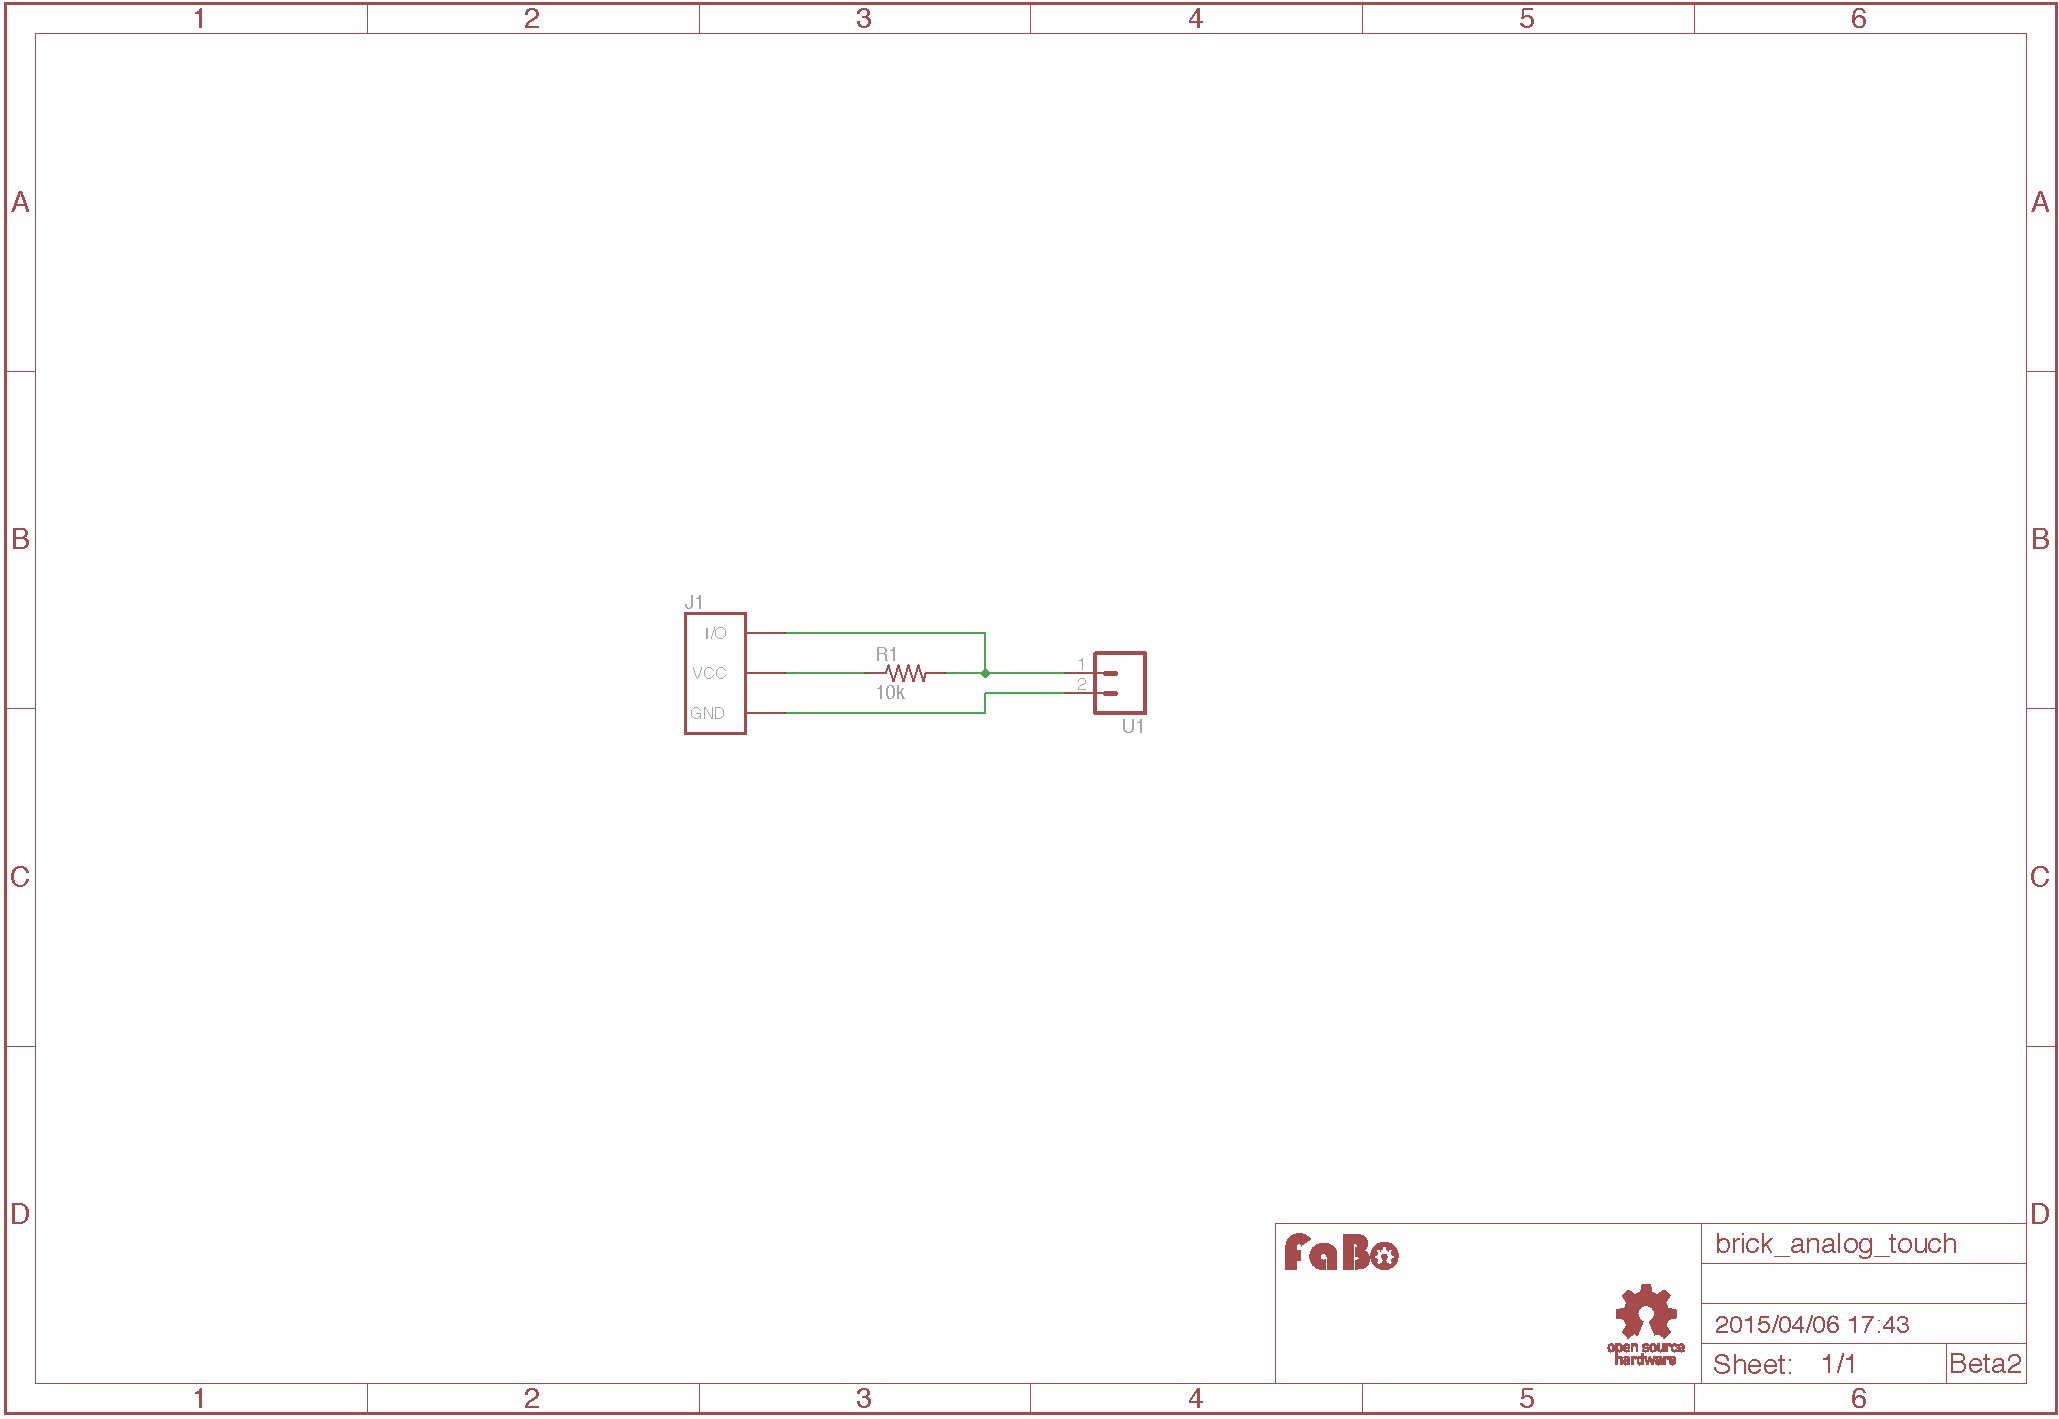 1 2 3 4 5 6
A A
B B
J1
I/O
R1
1
VCC
2
10k
GND
U1
C C
D D
FaBo
brick_analog_touch
2015/04/06 17:43
open source
hardware
Sheet: 1/1 Beta2
1 2 3 4 5 6